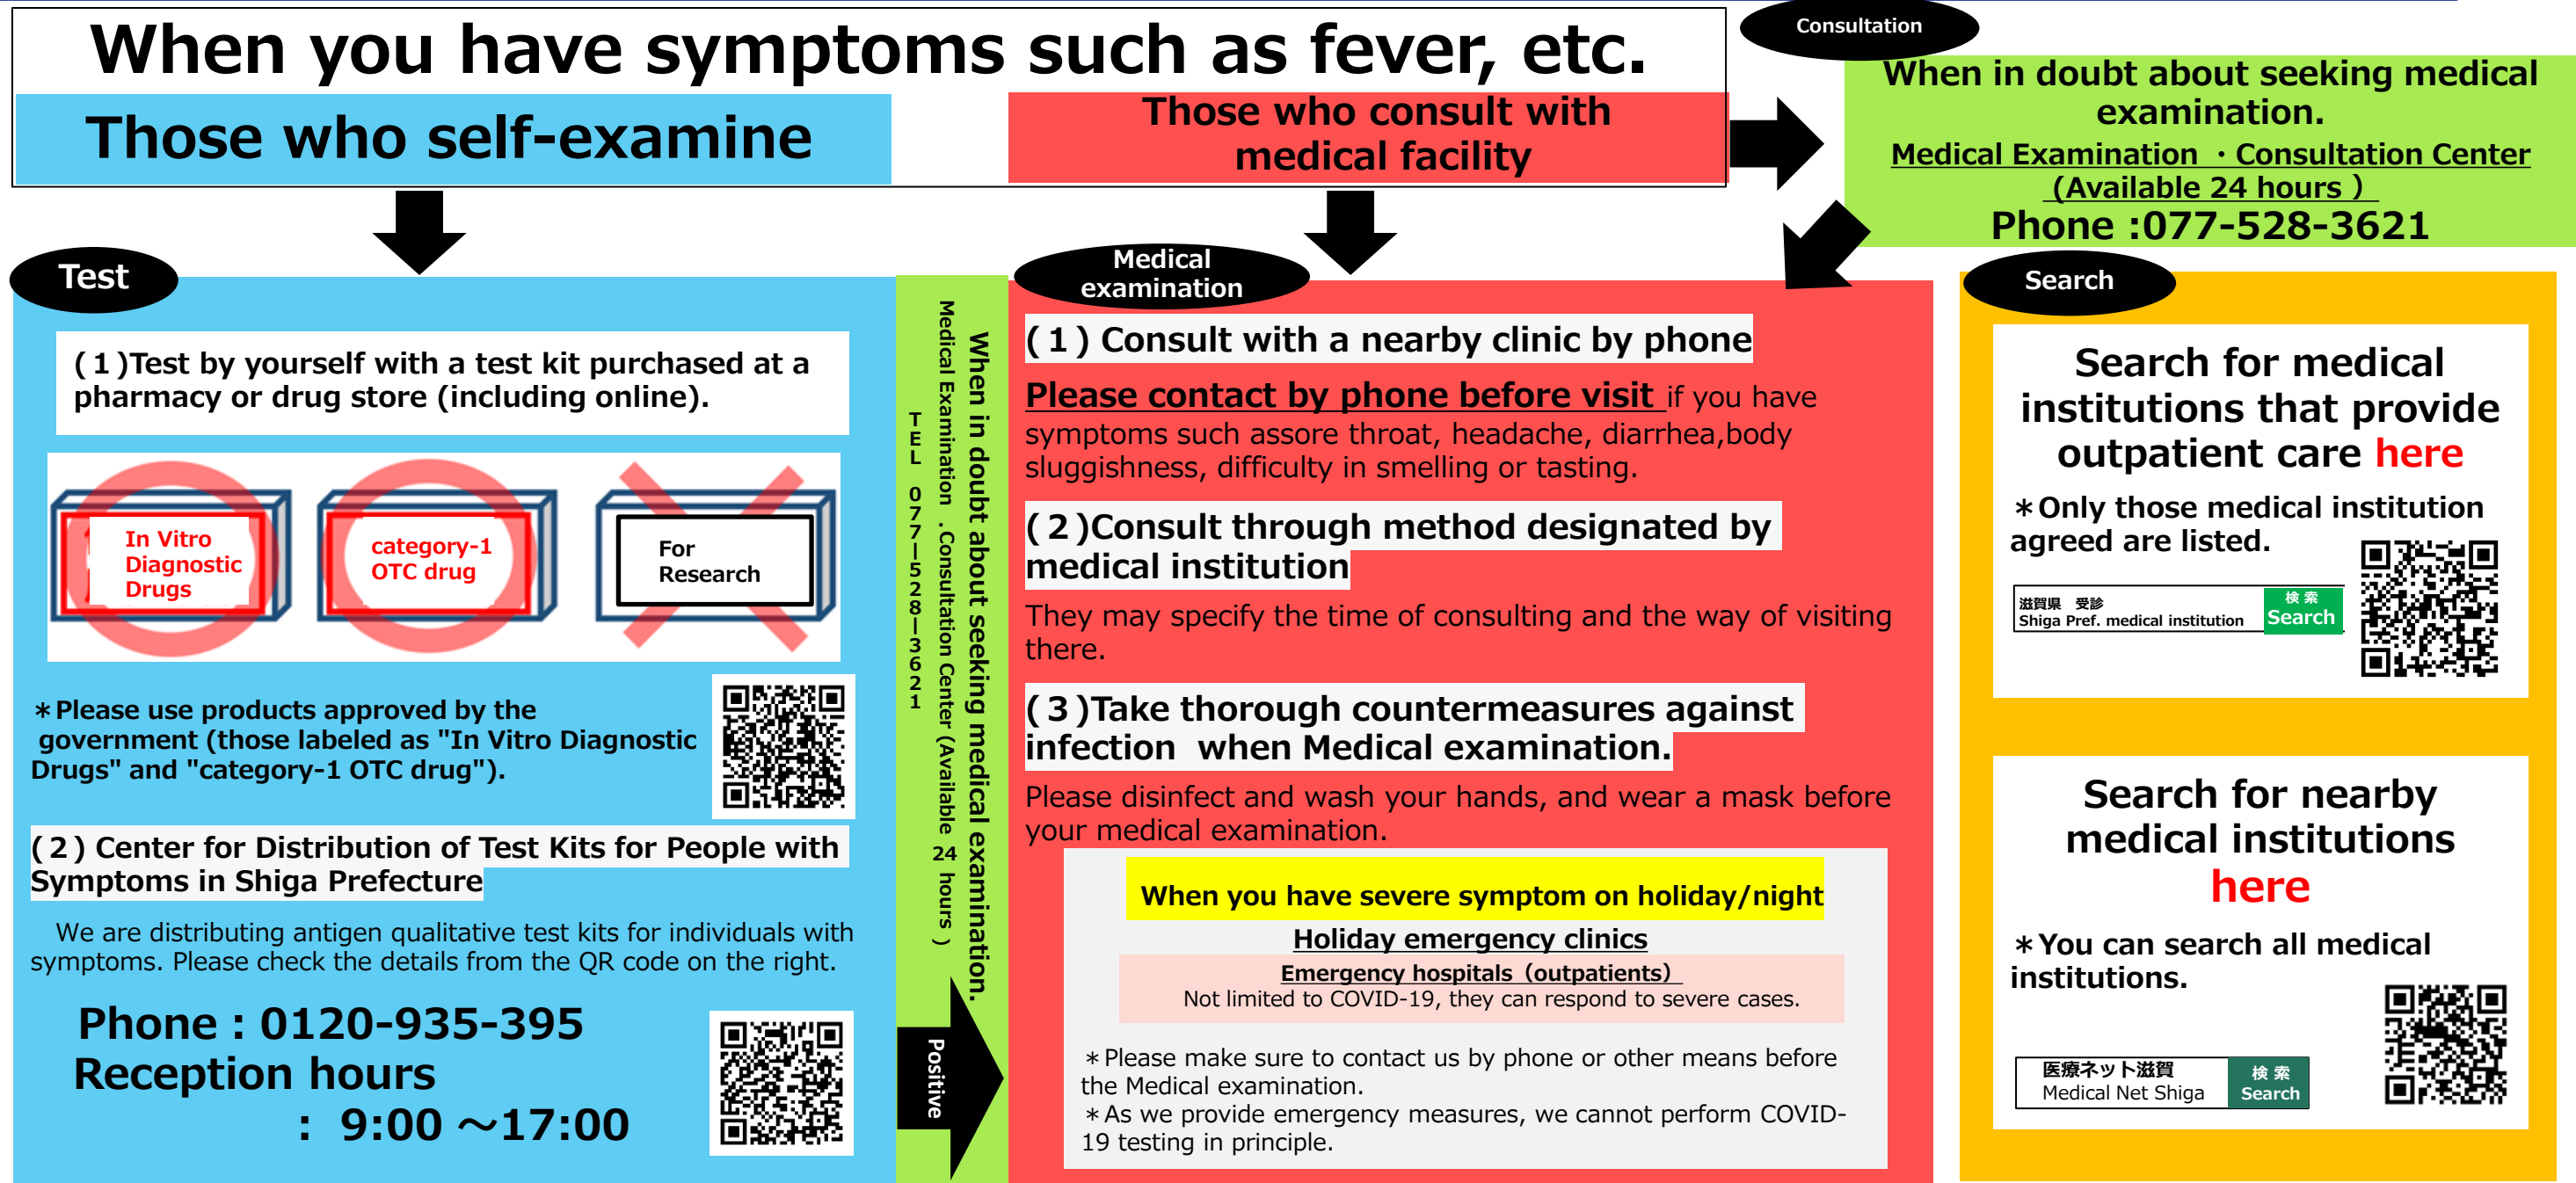 When you have symptoms such as fever, etc.
Those who self-examine
Those who consult with
medical facility
Consultation
When in doubt about seeking medical
examination.
Medical Examination ・Consultation Center
(Available 24 hours ）
Phone :077-528-3621
Test
(１)Test by yourself with a test kit purchased at a
pharmacy or drug store (including online).
In Vitro
Diagnostic
Drugs
category-1
OTC drug
For
Research
＊Please use products approved by the
government (those labeled as "In Vitro Diagnostic
Drugs" and "category-1 OTC drug").
(２) Center for Distribution of Test Kits for People with
Symptoms in Shiga Prefecture
We are distributing antigen qualitative test kits for individuals with
symptoms. Please check the details from the QR code on the right.
Phone : 0120-935-395
Reception hours
: 9:00 ～17:00
When in doubt about seeking medical examination.
Medical Examination ．Consultation Center (Available 24 hours ）
TEL 077ー528ー3621
Positive
Medical
examination
(１) Consult with a nearby clinic by phone
Please contact by phone before visit if you have
symptoms such assore throat, headache, diarrhea,body
sluggishness, difficulty in smelling or tasting.
(２)Consult through method designated by
medical institution
They may specify the time of consulting and the way of visiting
there.
(３)Take thorough countermeasures against
infection when Medical examination.
Please disinfect and wash your hands, and wear a mask before
your medical examination.
When you have severe symptom on holiday/night
Holiday emergency clinics
Emergency hospitals（outpatients）
Not limited to COVID-19, they can respond to severe cases.
＊Please make sure to contact us by phone or other means before
the Medical examination.
＊As we provide emergency measures, we cannot perform COVID-
19 testing in principle.
Search
Search for medical
institutions that provide
outpatient care here
＊Only those medical institution
agreed are listed.
滋賀県　受診
Shiga Pref. medical institution
検 索
Search
Search for nearby
medical institutions
here
＊You can search all medical
institutions.
医療ネット滋賀
Medical Net Shiga
検 索
Search